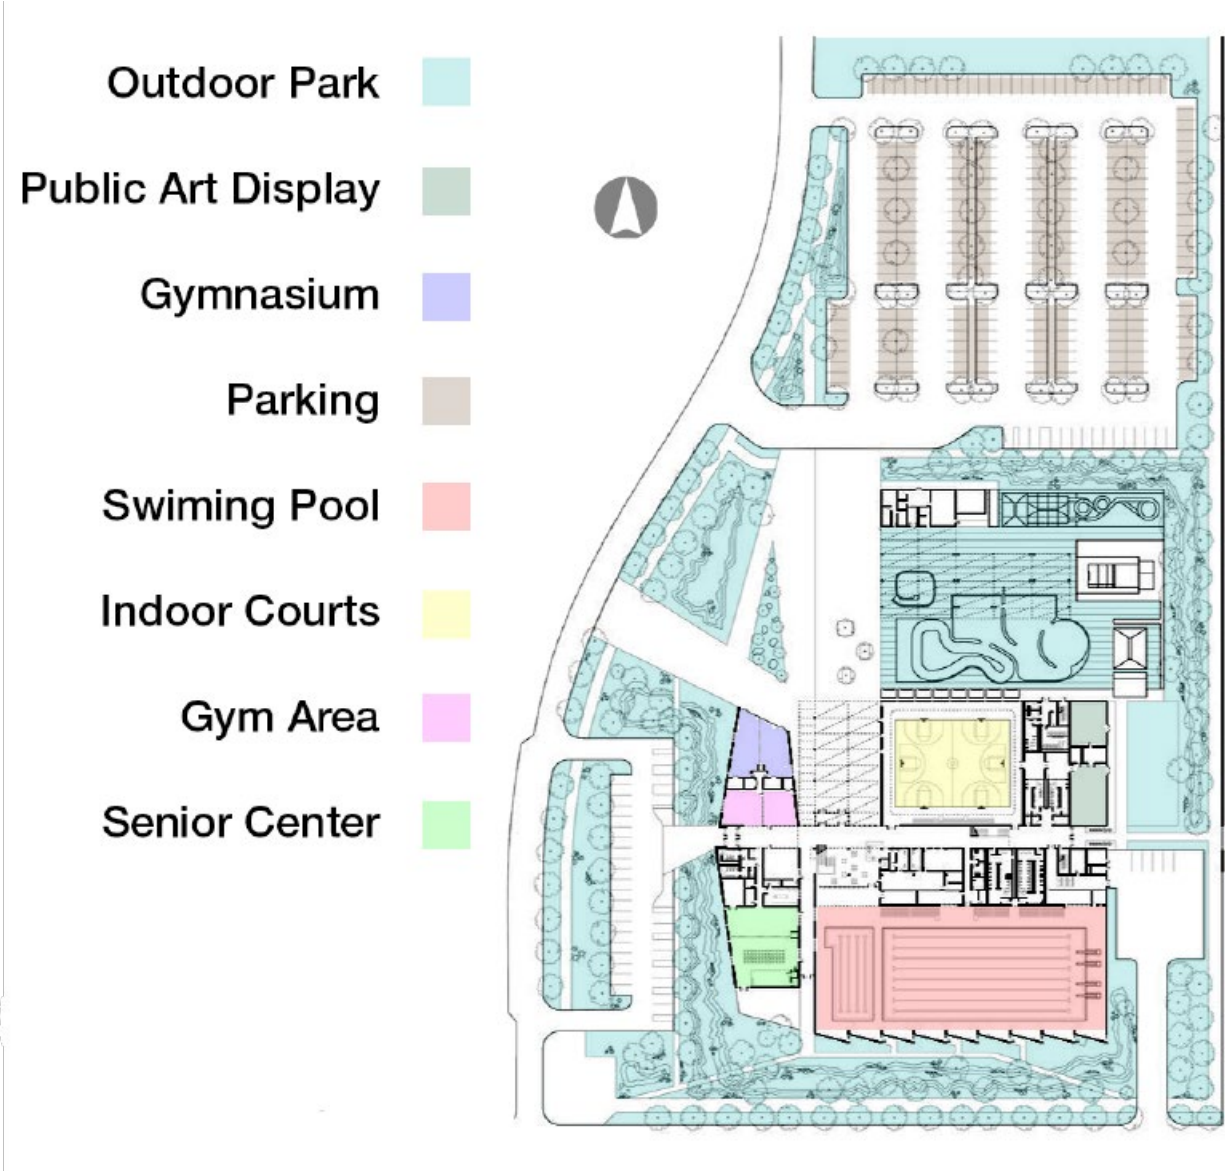 Outdoor Park
Public Art Display
Gymnasium
Parking
Swiming Pool
Indoor Courts
Gym Area
Senior Center